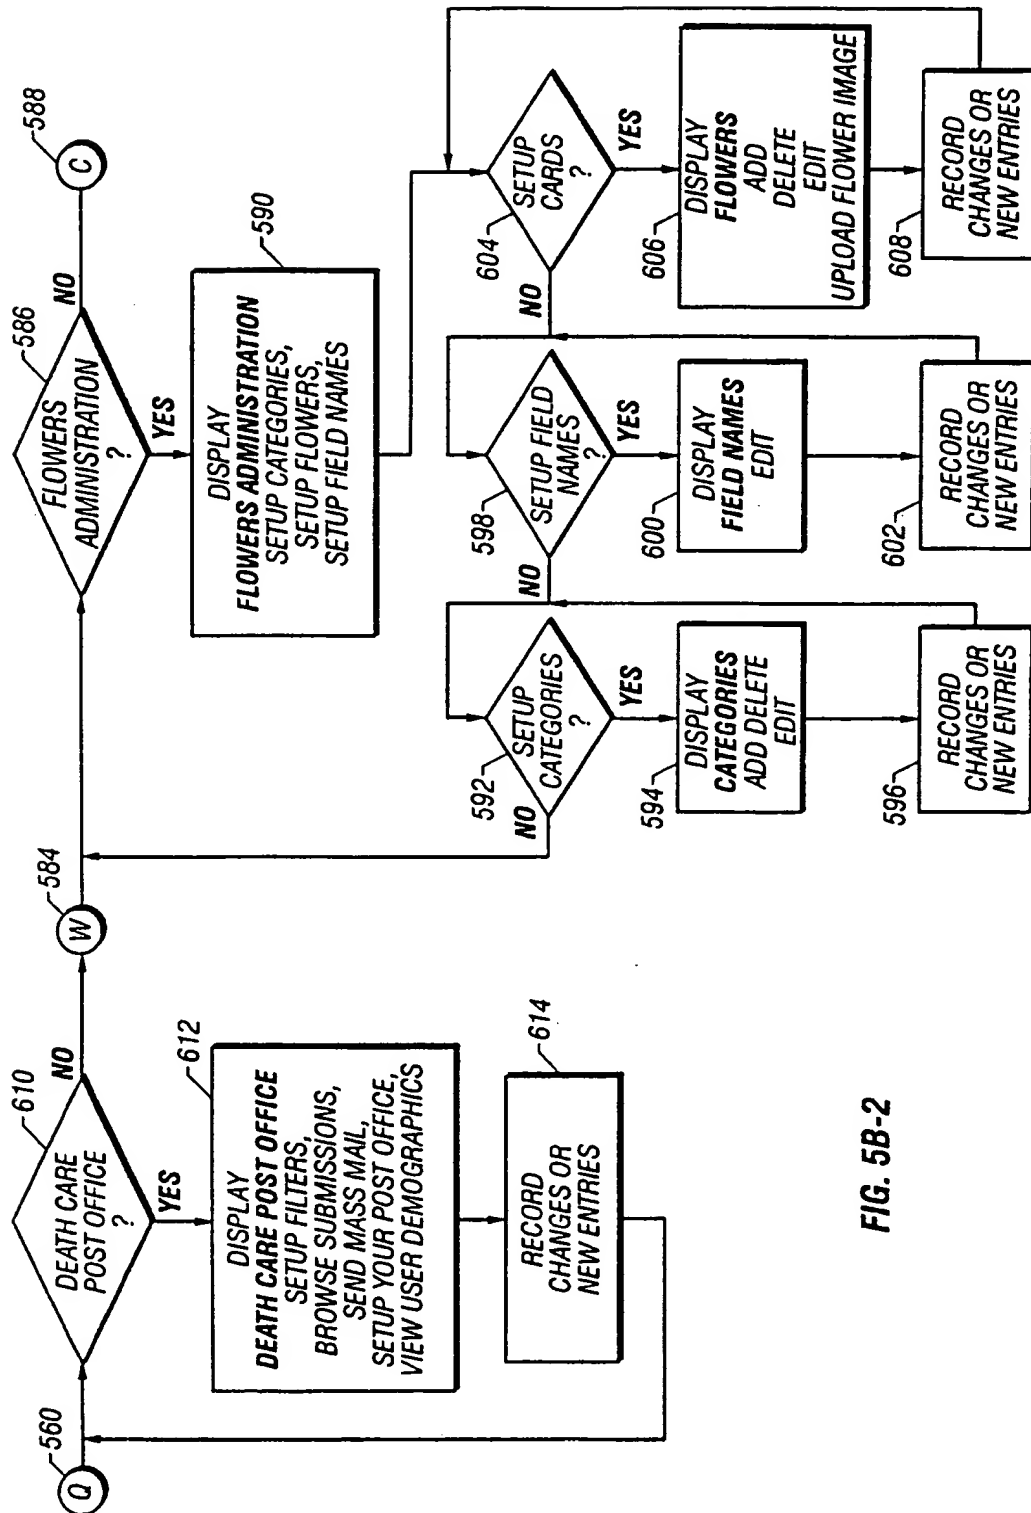 Q
560
DEATH CARE
POST OFFICE
?
610
NO
YES
DISPLAY
DEATH CARE POST OFFICE
SETUP FILTERS,
BROWSE SUBMISSIONS,
SEND MASS MAIL,
SETUP YOUR POST OFFICE,
VIEW USER DEMOGRAPHICS
612
RECORD
CHANGES OR
NEW ENTRIES
614
W
584
FLOWERS
ADMINISTRATION
?
586
NO
C
588
YES
DISPLAY
FLOWERS ADMINISTRATION
SETUP CATEGORIES,
SETUP FLOWERS,
SETUP FIELD NAMES
590
SETUP
CATEGORIES
?
592
NO
YES
DISPLAY
CATEGORIES
ADD DELETE
EDIT
594
RECORD
CHANGES OR
NEW ENTRIES
596
SETUP FIELD
NAMES
?
598
NO
YES
DISPLAY
FIELD NAMES
EDIT
600
RECORD
CHANGES OR
NEW ENTRIES
602
SETUP
CARDS
?
604
NO
YES
DISPLAY
FLOWERS
ADD
DELETE
EDIT
UPLOAD FLOWER IMAGE
606
RECORD
CHANGES OR
NEW ENTRIES
608
FIG. 5B-2